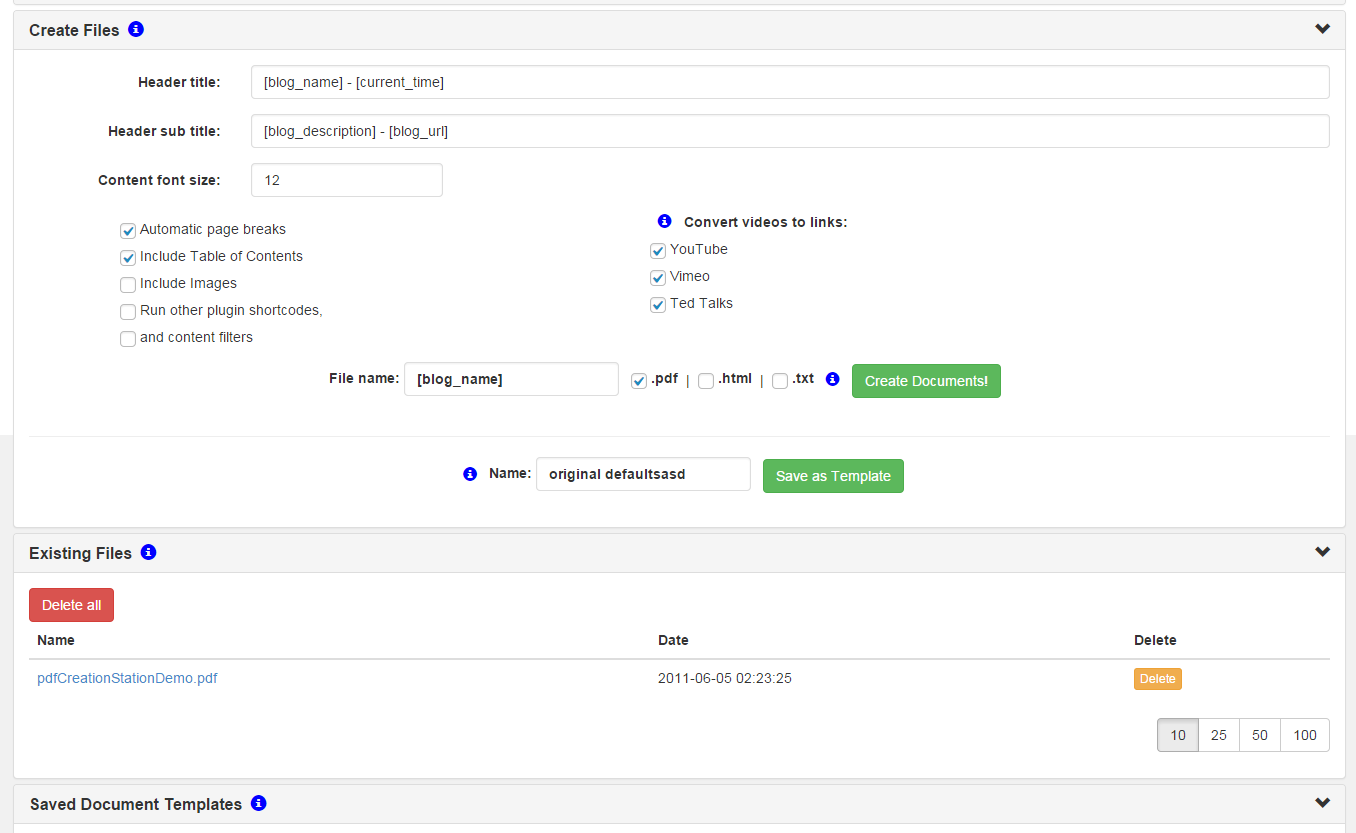 Create Files
Header title: [blog_name] - [current_time]
Header sub title: [blog_description] - [blog_url]
Content font size: 12
Automatic page breaks
Include Table of Contents
Include Images
Run other plugin shortcodes,
and content filters
Convert videos to links:
YouTube
Vimeo
Ted Talks
File name: [blog_name] .pdf | .html | .txt Create Documents!
Name: original defaultsasd Save as Template
Existing Files
Delete all
Name Date Delete
pdfCreationStationDemo.pdf 2011-06-05 02:23:25 Delete
10 25 50 100
Saved Document Templates